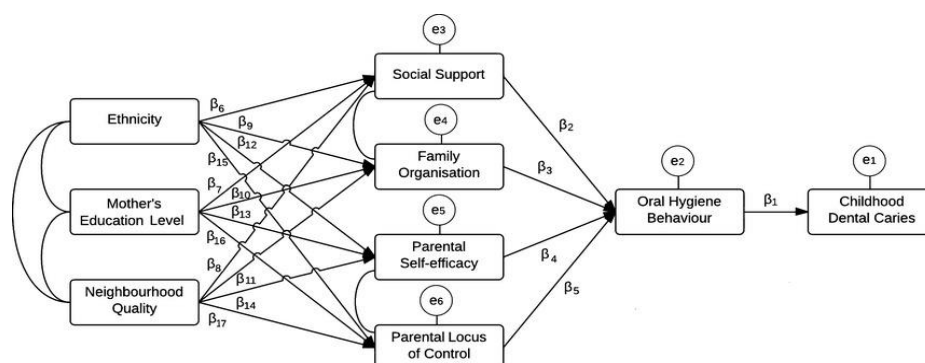 e3
Social Support
β6
β9
β12
β15
Ethnicity
β2
e4
Family
Organisation
β3
e2
Oral Hygiene
Behaviour
β1
e1
Childhood
Dental Caries
β7
β10
β13
β16
Mother's
Education Level
e5
Parental
Self-efficacy
β4
β8
β11
β14
β17
Neighbourhood
Quality
e6
Parental Locus
of Control
β5